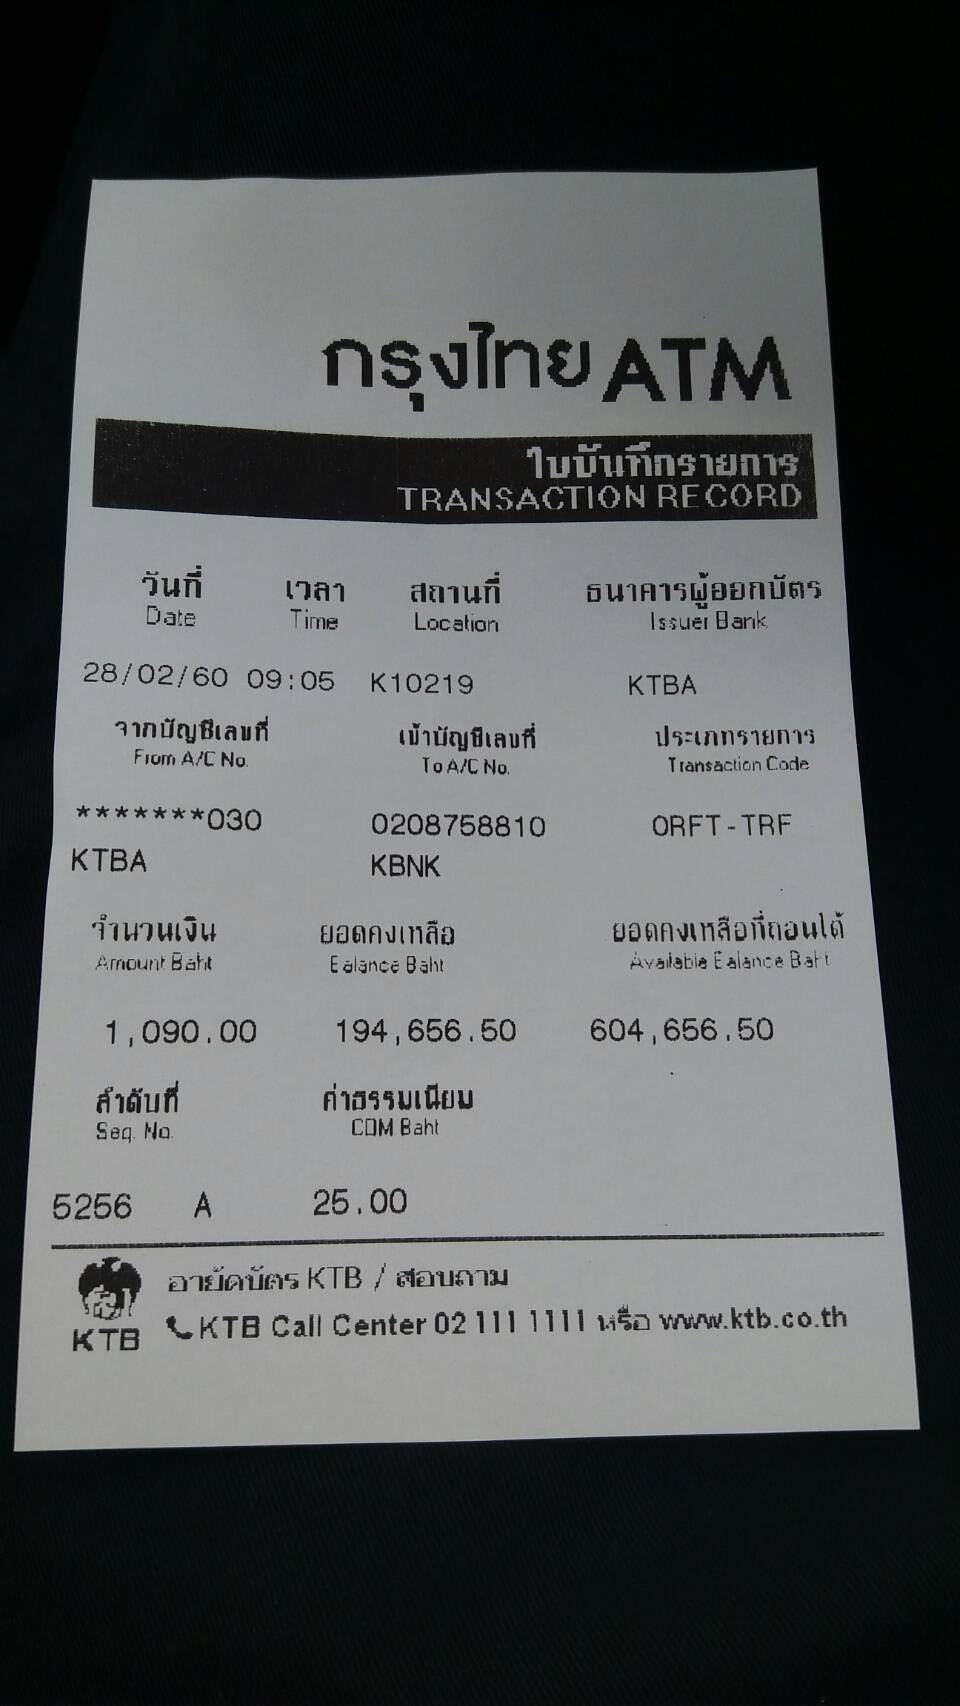 กรุงไทย ATM
ใบบันทึกรายการ
TRANSACTION RECORD
วันที่ เวลา สถานที่ ธนาคารผู้ออกบัตร
Date Time Location Issuer Bank
28/02/60 09:05 K10219 KTBA
จากบัญชีเลขที่ เข้าบัญชีเลขที่ ประเภทรายการ
From A/C No. To A/C No. Transaction Code
*******030 0208758810 ORFT-TRF
KTBA KBNK
จำนวนเงิน ยอดคงเหลือ ยอดคงเหลือที่ถอนได้
Amount Baht Balance Baht Available Balance Baht
1,090.00 194,656.50 604,656.50
ลำดับที่ ค่าธรรมเนียม
Seq. No. COM Baht
5256 A 25.00
อายัดบัตร KTB / สอบถาม
KTB KTB Call Center 02 111 1111 หรือ www.ktb.co.th